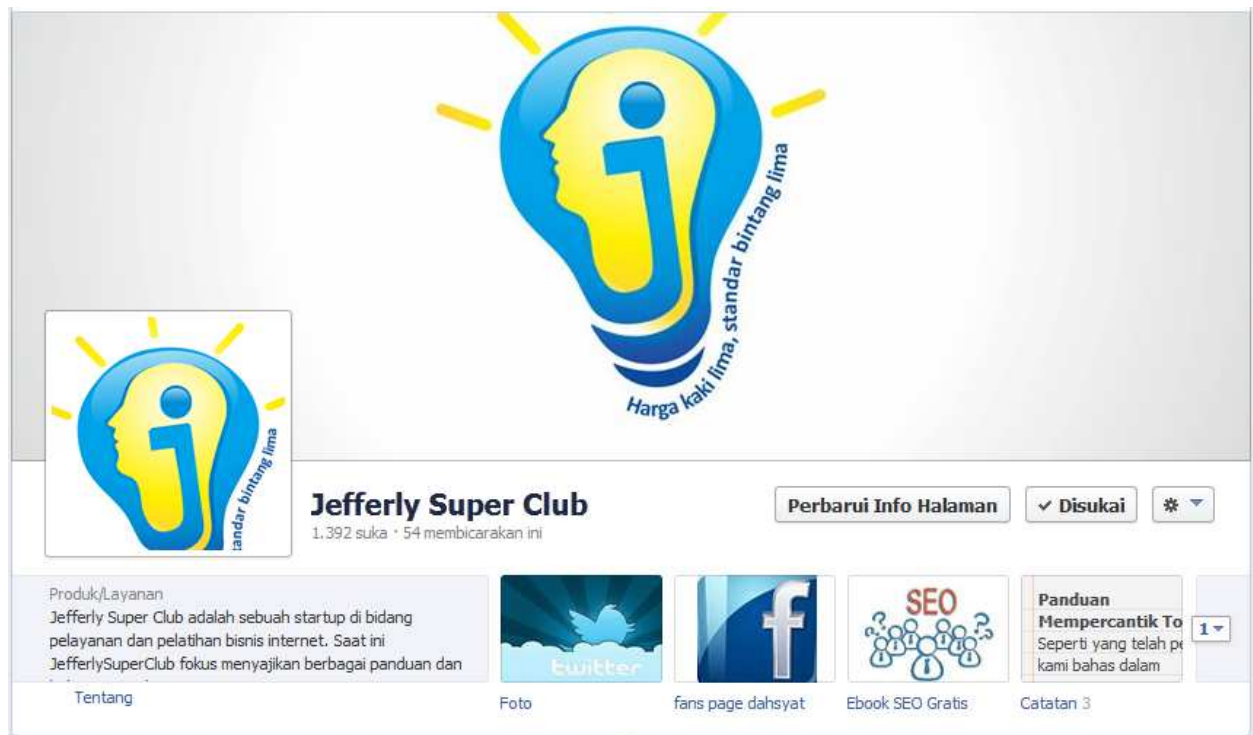 Harga kaki lima, standar bintang lima
tandar bintang lima
Jefferly Super Club
1.392 suka · 54 membicarakan ini
Perbarui Info Halaman
✓ Disukai
Produk/Layanan
Jefferly Super Club adalah sebuah startup di bidang
pelayanan dan pelatihan bisnis internet. Saat ini
JefferlySuperClub fokus menyajikan berbagai panduan dan
Tentang
twitter
Foto
f
fans page dahsyat
SEO
Ebook SEO Gratis
Panduan
Mempercantik To
Seperti yang telah pe
kami bahas dalam
Catatan 3
1